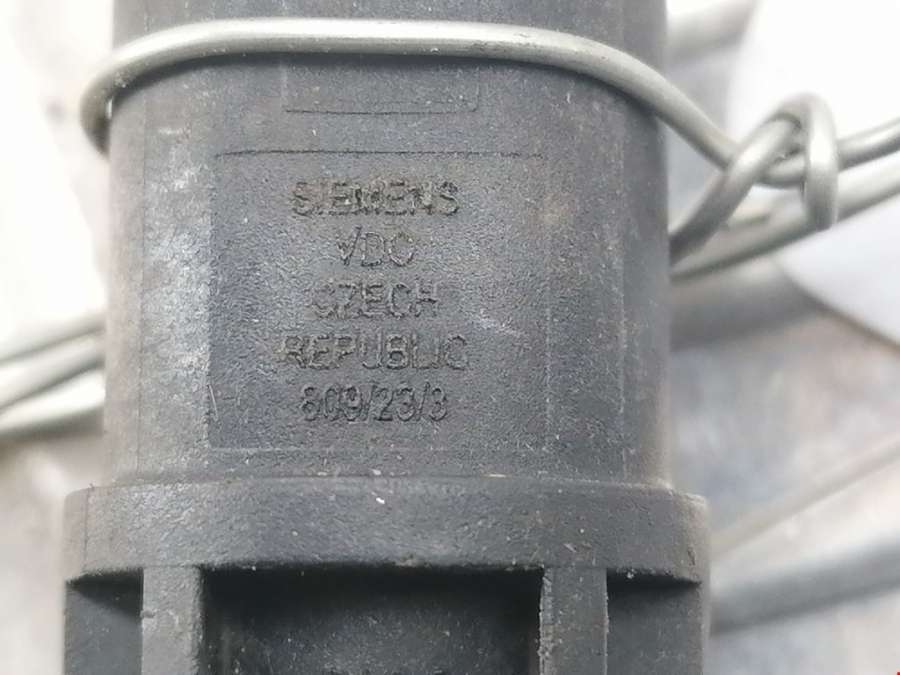 SIEMENS
VDO
CZECH
REPUBLIC
809/23/3